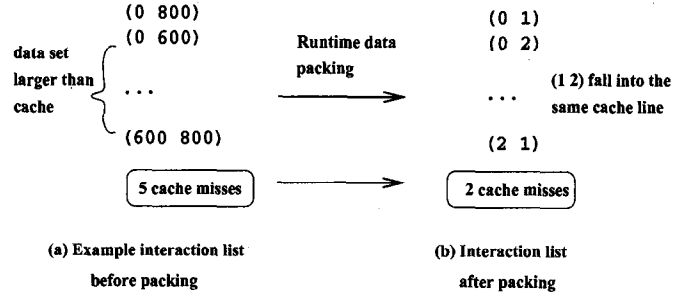 (0 800)
(0 600)
data set
larger than
cache
...
(600 800)
5 cache misses
(a) Example interaction list
before packing
Runtime data
packing
(0 1)
(0 2)
...
(2 1)
(1 2) fall into the
same cache line
2 cache misses
(b) Interaction list
after packing